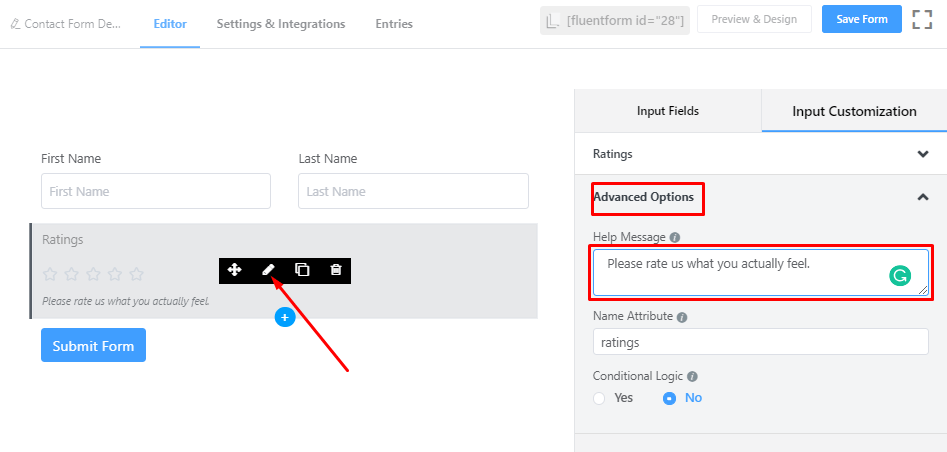 Contact Form De... Editor Settings & Integrations Entries [fluentform id="28"] Preview & Design Save Form
Input Fields Input Customization
First Name Last Name
First Name Last Name
Ratings
Please rate us what you actually feel.
Submit Form
Ratings
Advanced Options
Help Message
Please rate us what you actually feel.
Name Attribute
ratings
Conditional Logic
Yes No